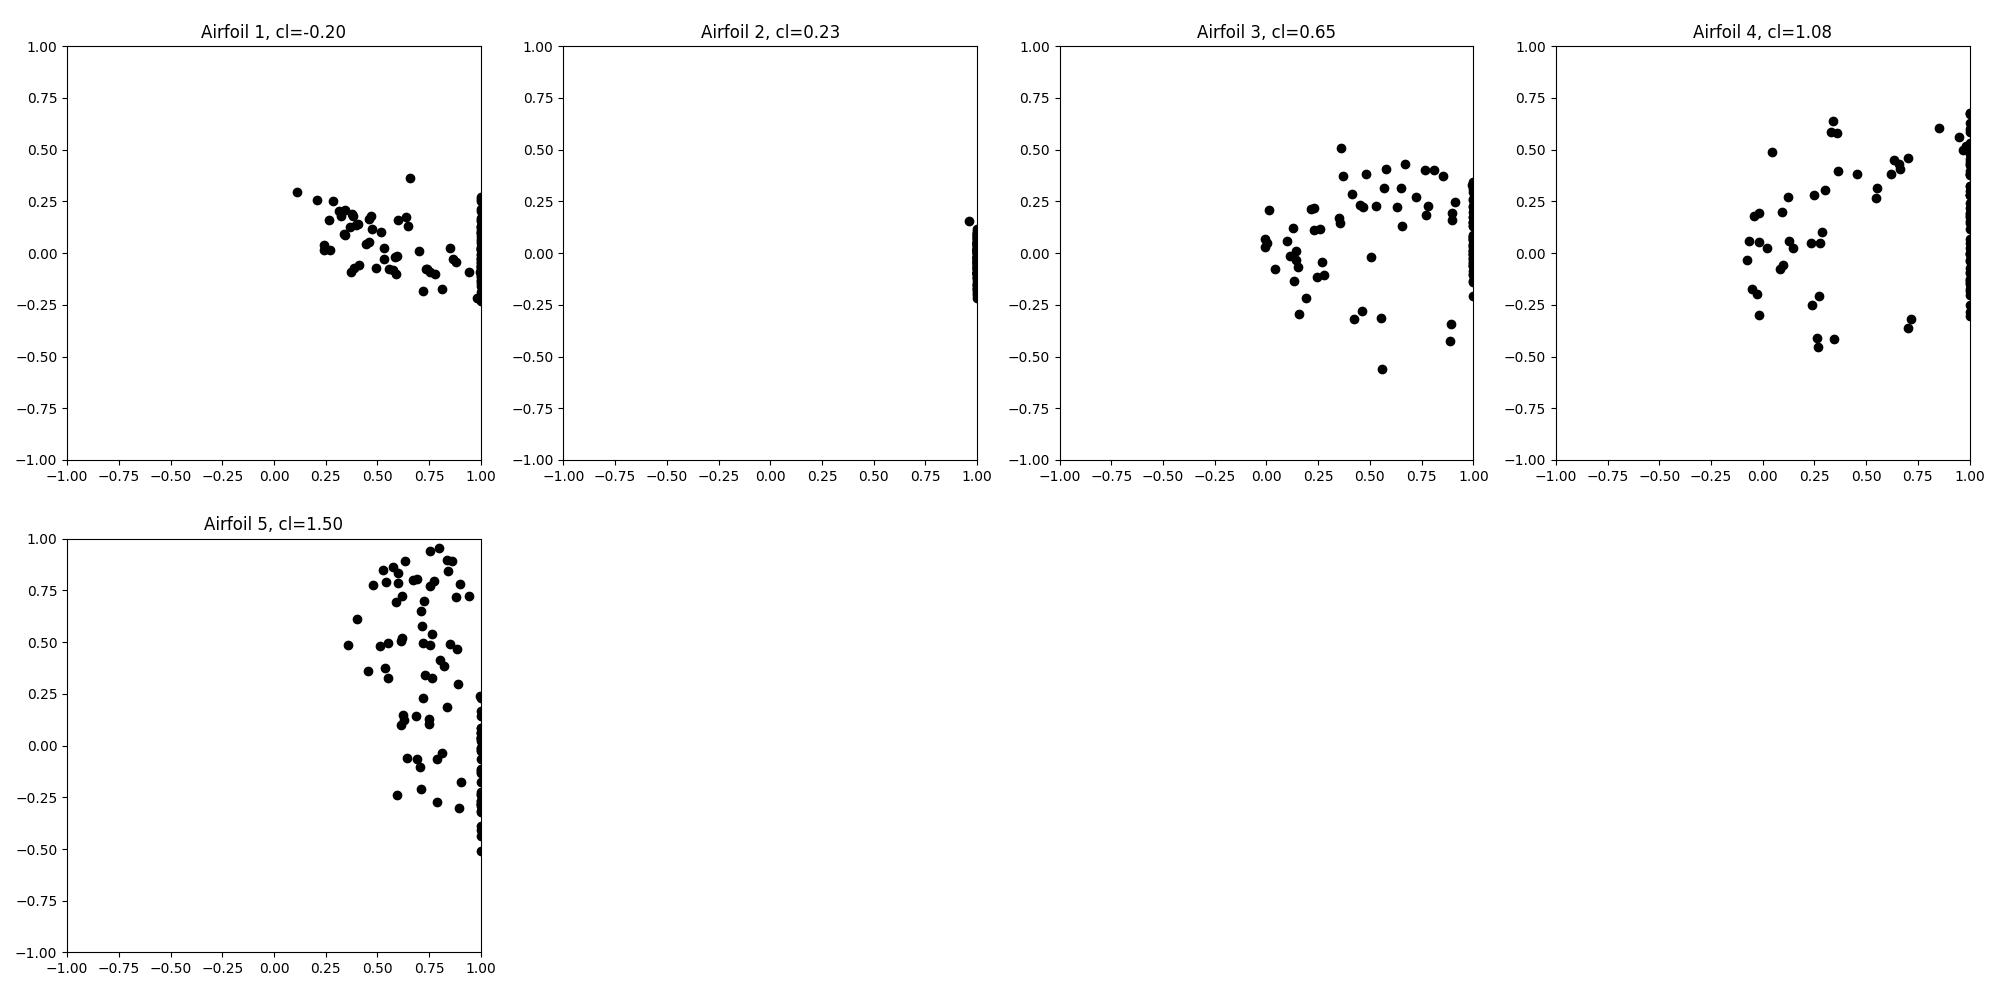 Airfoil 1, cl=-0.20
Airfoil 2, cl=0.23
Airfoil 3, cl=0.65
Airfoil 4, cl=1.08
1.00 1.00 1.00 1.00
0.75 0.75 0.75 0.75
0.50 0.50 0.50 0.50
0.25 0.25 0.25 0.25
0.00 0.00 0.00 0.00
−0.25 −0.25 −0.25 −0.25
−0.50 −0.50 −0.50 −0.50
−0.75 −0.75 −0.75 −0.75
−1.00 −1.00 −1.00 −1.00
−1.00 −0.75 −0.50 −0.25 0.00 0.25 0.50 0.75 1.00
−1.00 −0.75 −0.50 −0.25 0.00 0.25 0.50 0.75 1.00
−1.00 −0.75 −0.50 −0.25 0.00 0.25 0.50 0.75 1.00
−1.00 −0.75 −0.50 −0.25 0.00 0.25 0.50 0.75 1.00
Airfoil 5, cl=1.50
1.00
0.75
0.50
0.25
0.00
−0.25
−0.50
−0.75
−1.00
−1.00 −0.75 −0.50 −0.25 0.00 0.25 0.50 0.75 1.00